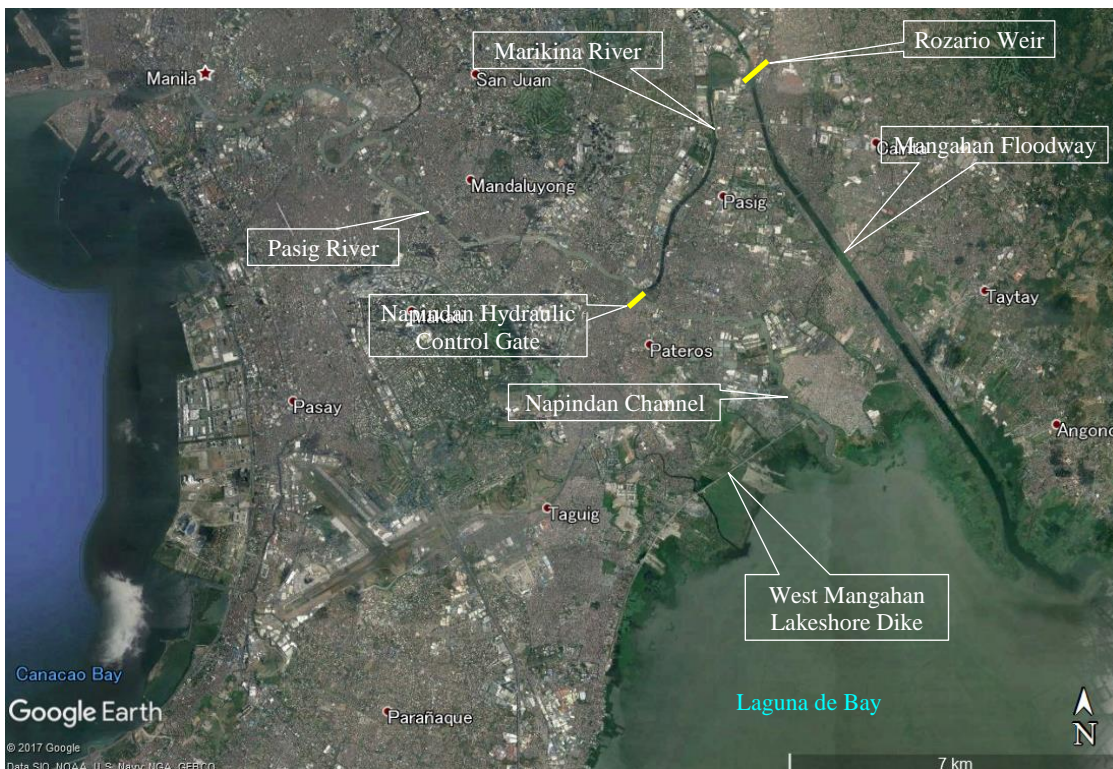 Rozario Weir
Marikina River
Manila
San Juan
Mangahan Floodway
Mandaluyong
Pasig
Pasig River
Taytay
Napindan Hydraulic
Control Gate
Makati
Pateros
Napindan Channel
Pasay
Angono
Taguig
West Mangahan
Lakeshore Dike
Canacao Bay
Laguna de Bay
Google Earth
Parañaque
N
© 2017 Google
7 km
Data SIO, NOAA, U.S. Navy, NGA, GEBCO